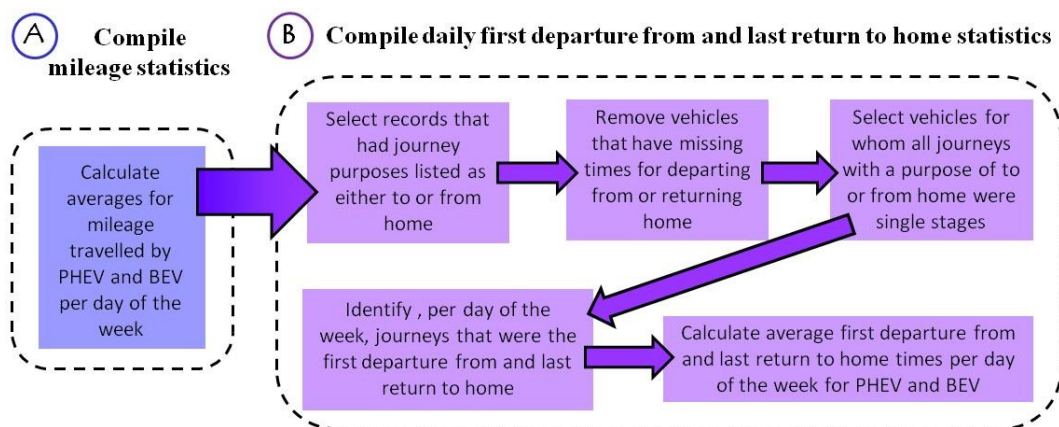 A
Compile
mileage statistics
B
Compile daily first departure from and last return to home statistics
Calculate
averages for
mileage
travelled by
PHEV and BEV
per day of the
week
Select records that
had journey
purposes listed as
either to or from
home
Remove vehicles
that have missing
times for departing
from or returning
home
Select vehicles for
whom all journeys
with a purpose of to
or from home were
single stages
Identify , per day of the
week, journeys that were the
first departure from and last
return to home
Calculate average first departure from
and last return to home times per day
of the week for PHEV and BEV